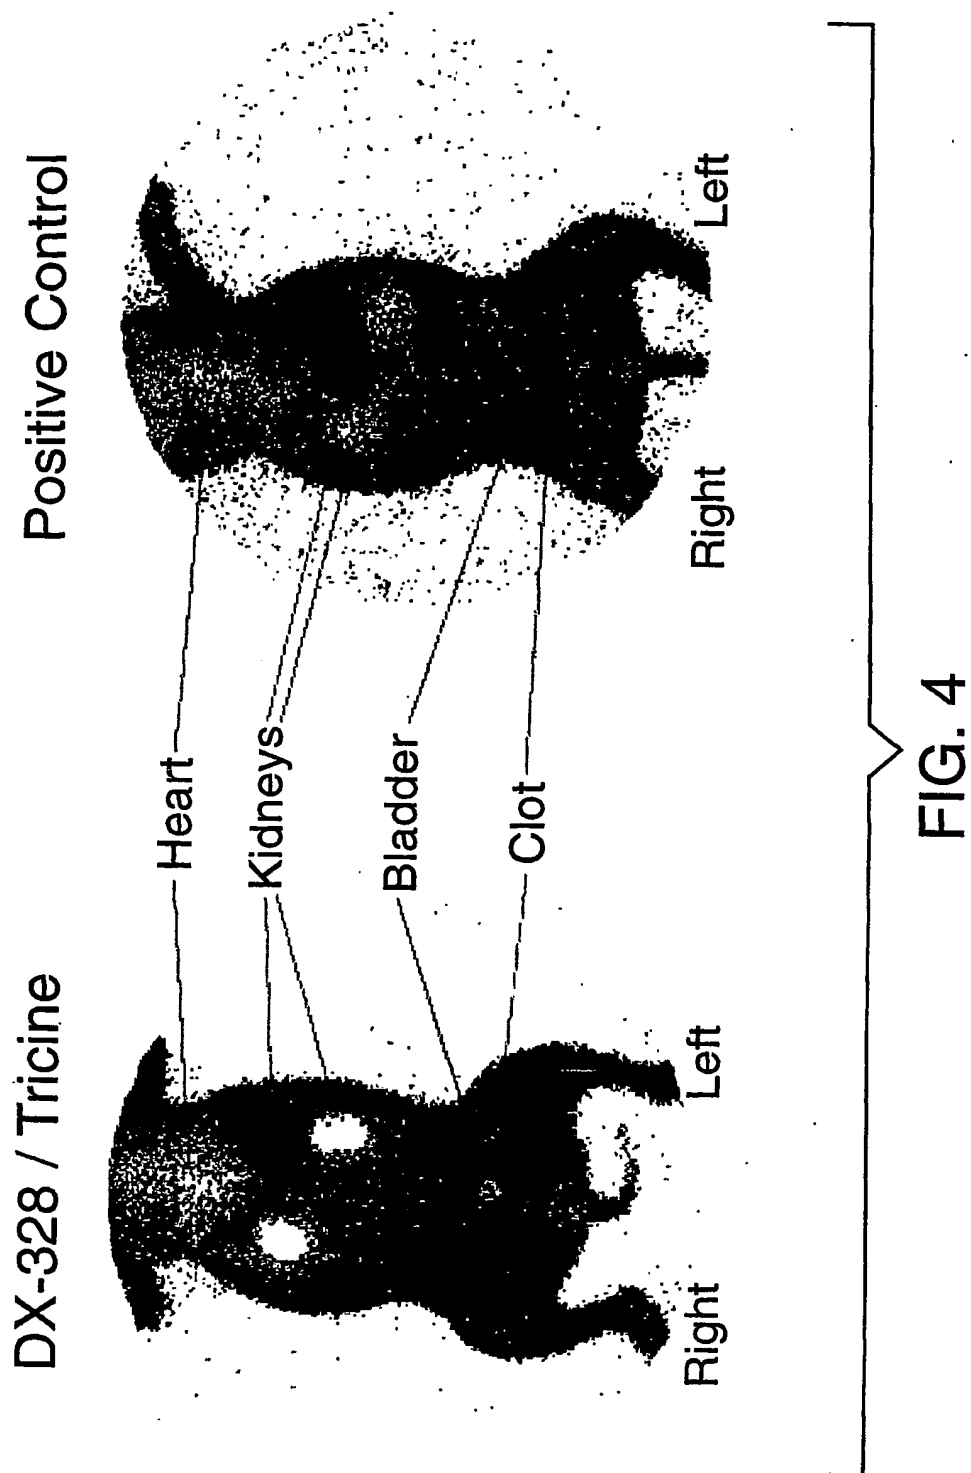 DX-328 / Tricine
Positive Control
Heart
Kidneys
Bladder
Clot
Right
Left
Right
Left
FIG. 4